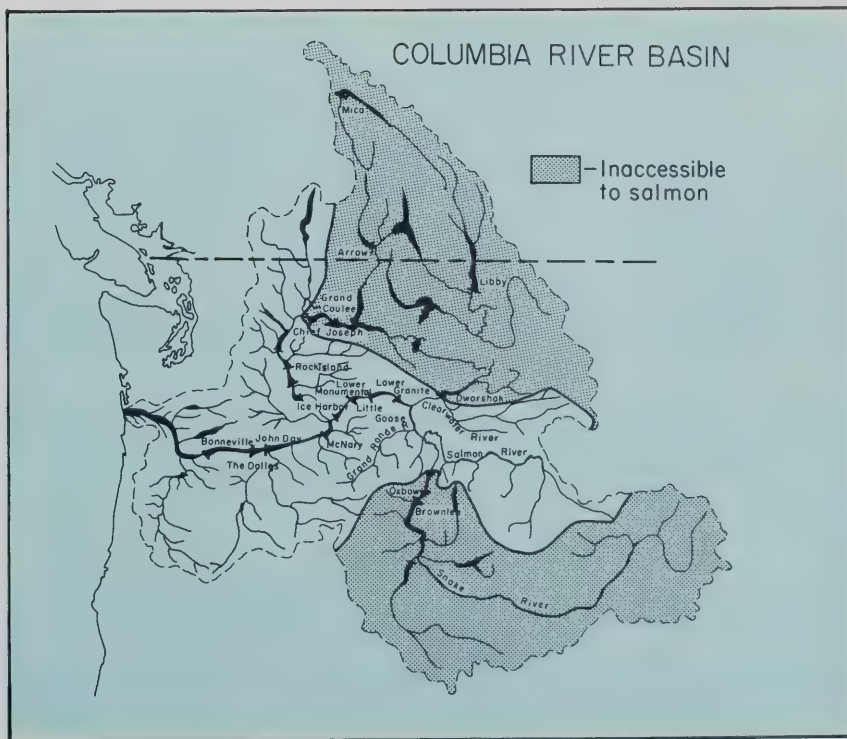 COLUMBIA RIVER BASIN
Mica
—Inaccessible
to salmon
Arrow
Libby
Grand
Coulee
Chief Joseph
Rock Island
Lower
Monumental
Lower
Granite
Dworshak
Ice Harbor
Little
Goose
Clearwater
River
Bonneville
John Day
McNary
Grand Ronde R.
Salmon River
The Dalles
Oxbow
Brownlee
Snake River